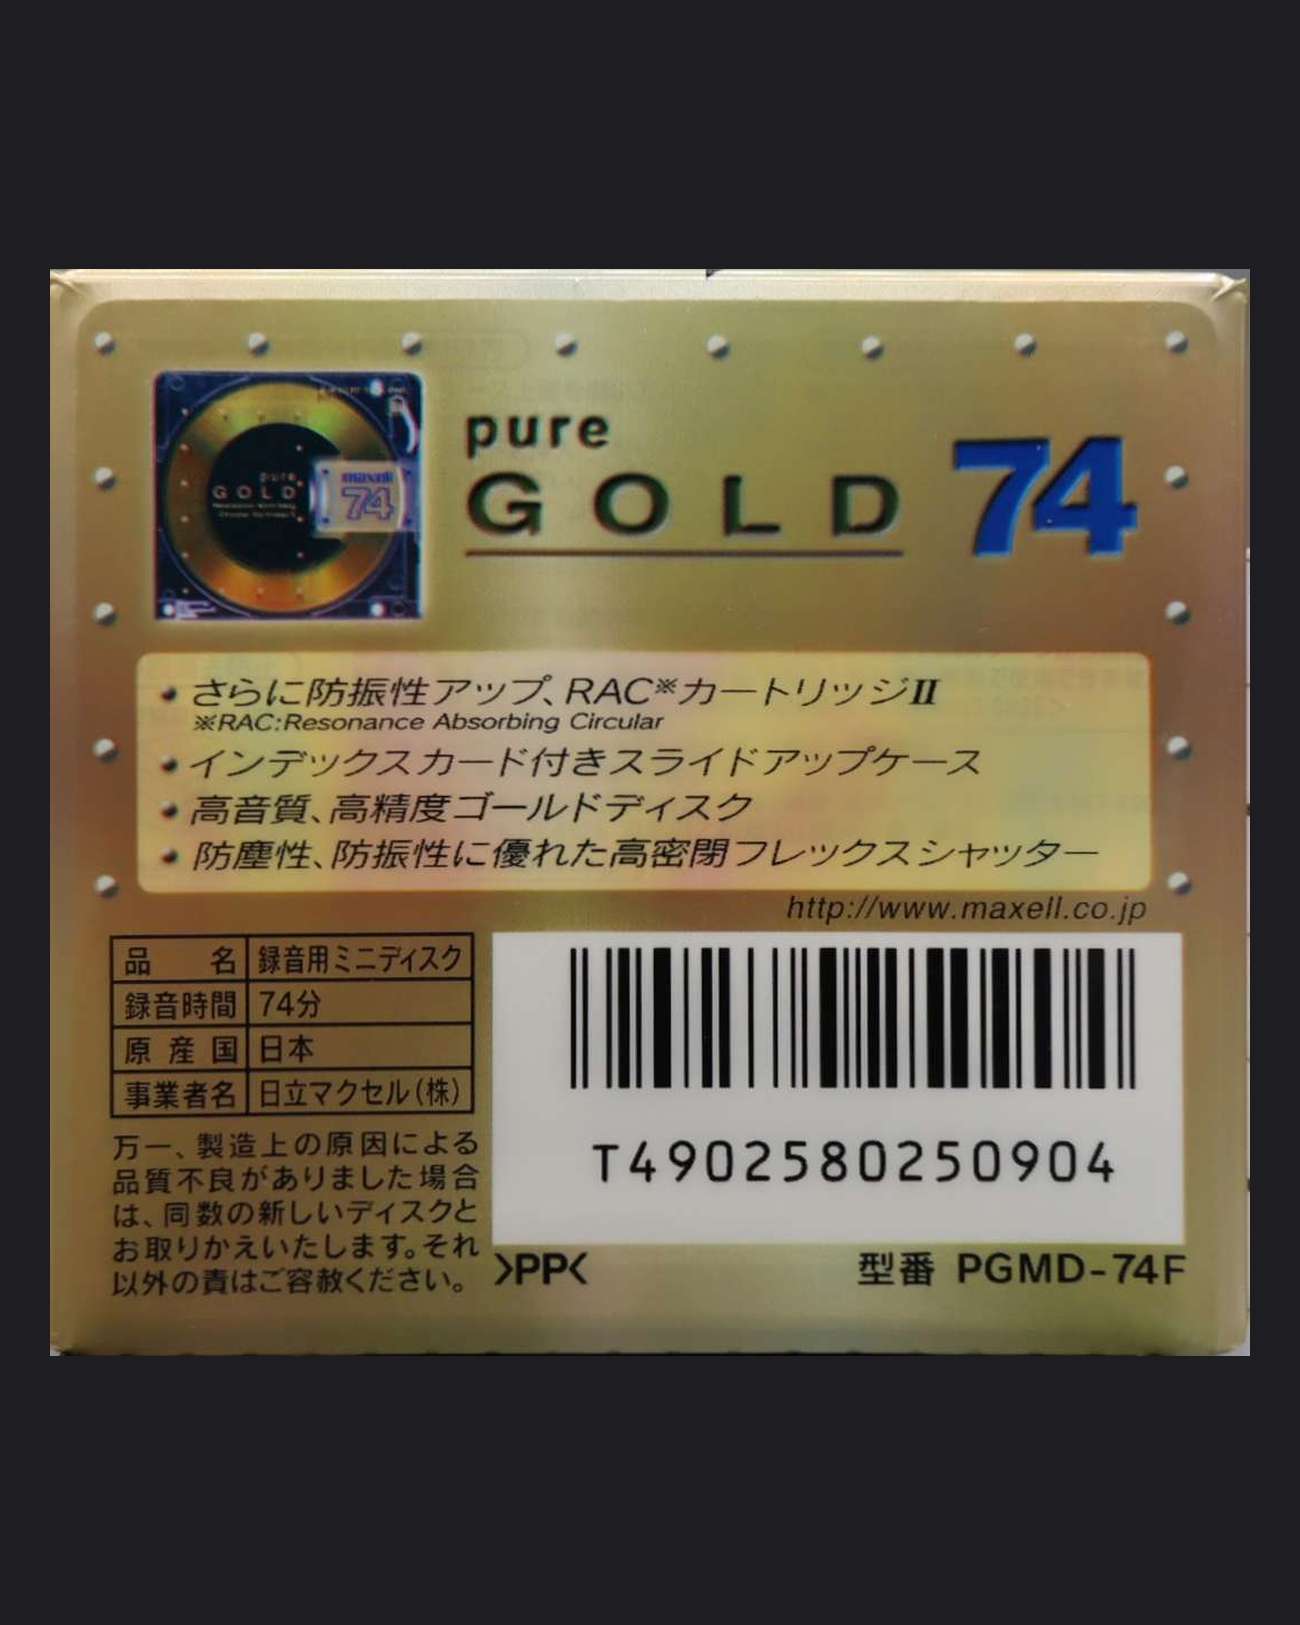 pure
GOLD
maxell
74
pure
GOLD 74
・さらに防振性アップ、RAC※カートリッジII
※RAC:Resonance Absorbing Circular
・インデックスカード付きスライドアップケース
・高音質、高精度ゴールドディスク
・防塵性、防振性に優れた高密閉フレックスシャッター
http://www.maxell.co.jp
品名 録音用ミニディスク
録音時間 74分
原産国 日本
事業者名 日立マクセル(株)
万一、製造上の原因による
品質不良がありました場合
は、同数の新しいディスクと
お取りかえいたします。それ
以外の責はご容赦ください。
T4902580250904
>PP<
型番 PGMD-74F